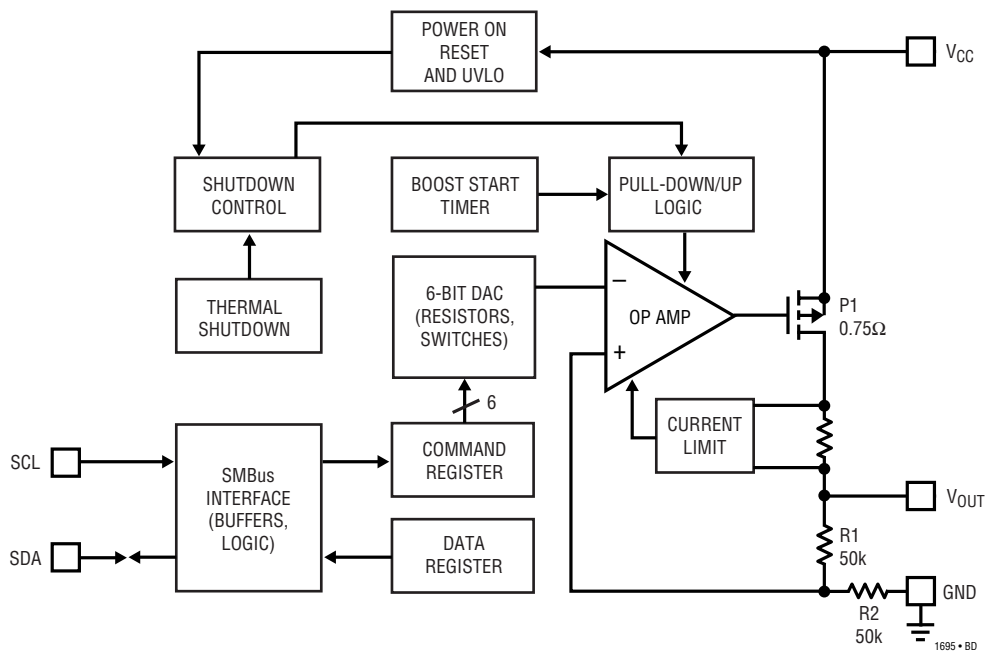 POWER ON
RESET
AND UVLO
VCC
SHUTDOWN
CONTROL
BOOST START
TIMER
PULL-DOWN/UP
LOGIC
THERMAL
SHUTDOWN
6-BIT DAC
(RESISTORS,
SWITCHES)
–
OP AMP
+
P1
0.75Ω
6
CURRENT
LIMIT
COMMAND
REGISTER
SCL
SMBus
INTERFACE
(BUFFERS,
LOGIC)
SDA
DATA
REGISTER
VOUT
R1
50k
R2
50k
GND
1695 • BD